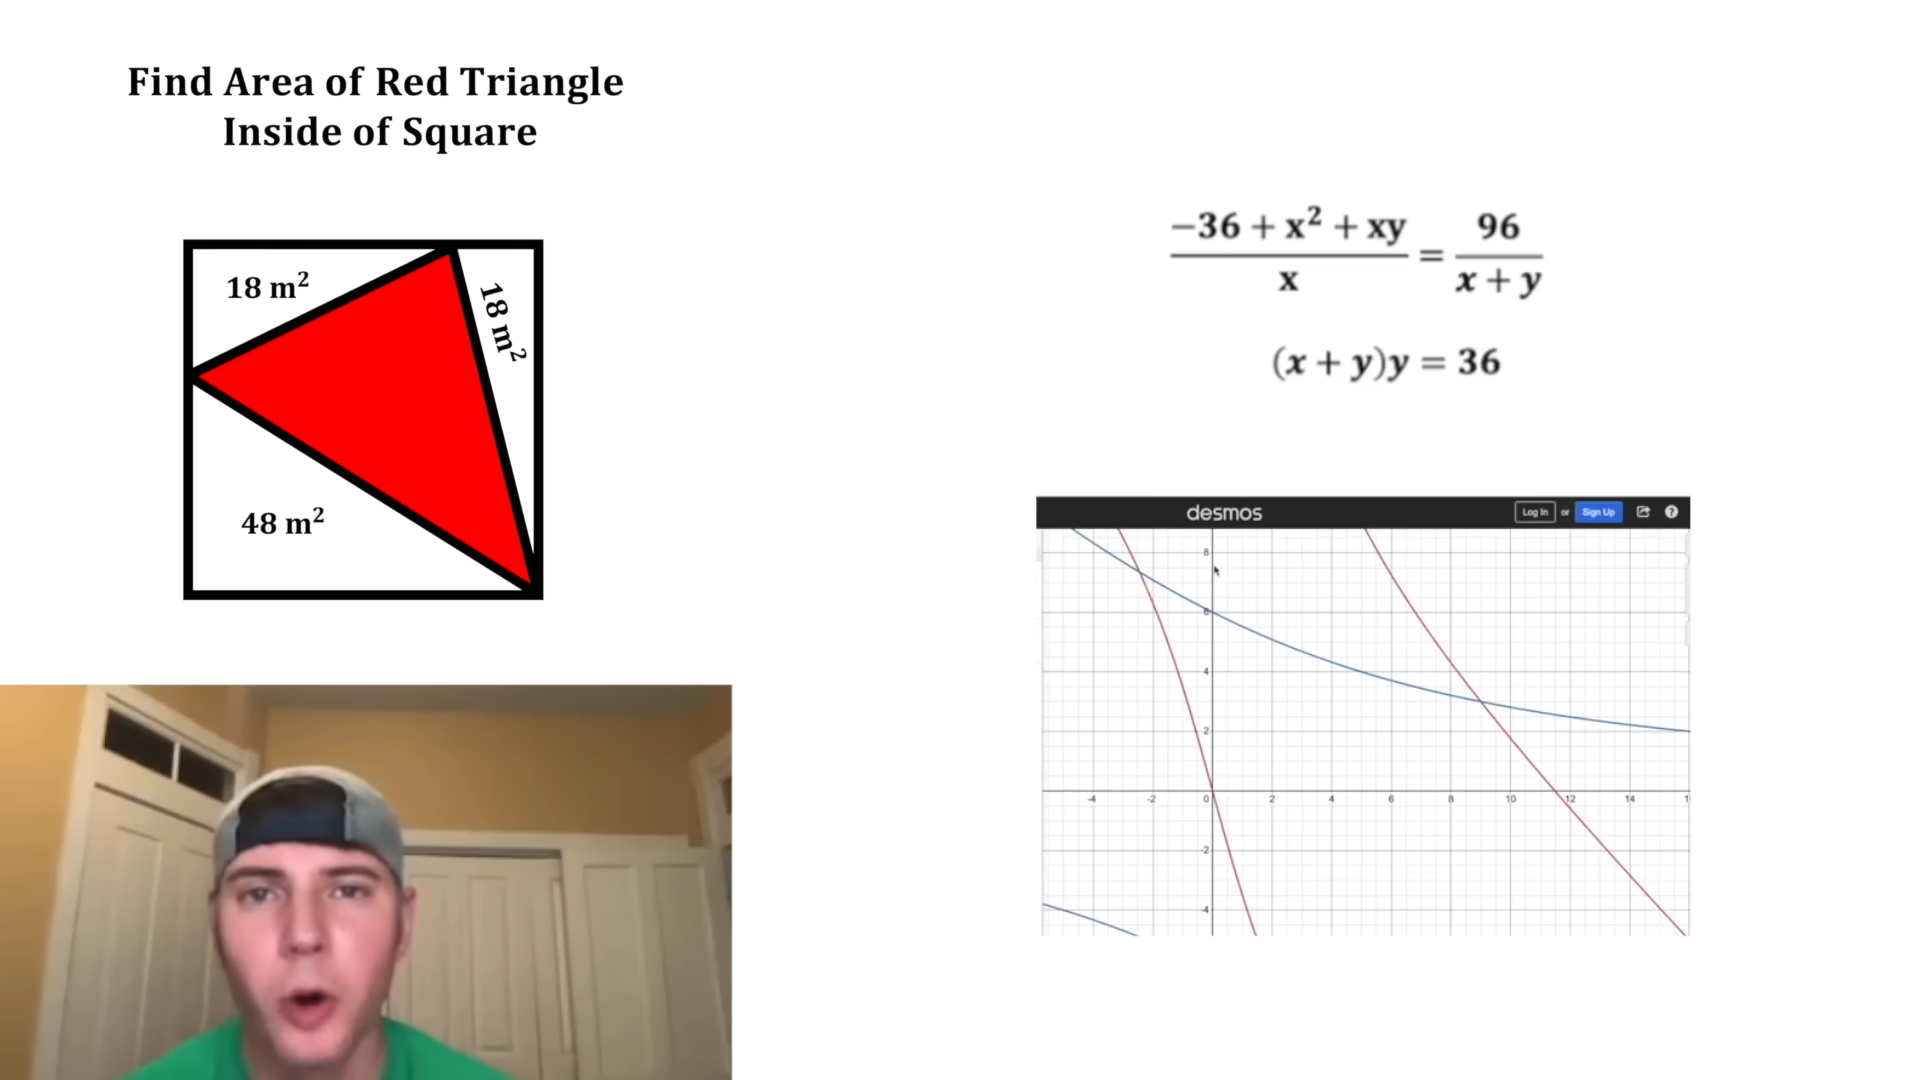 Find Area of Red Triangle
Inside of Square
18 m²
18 m²
48 m²
−36 + x² + xy / x = 96 / x + y
(x + y)y = 36
desmos
Log In or Sign Up
8
6
4
2
-4 -2 0 2 4 6 8 10 12 14
-2
-4